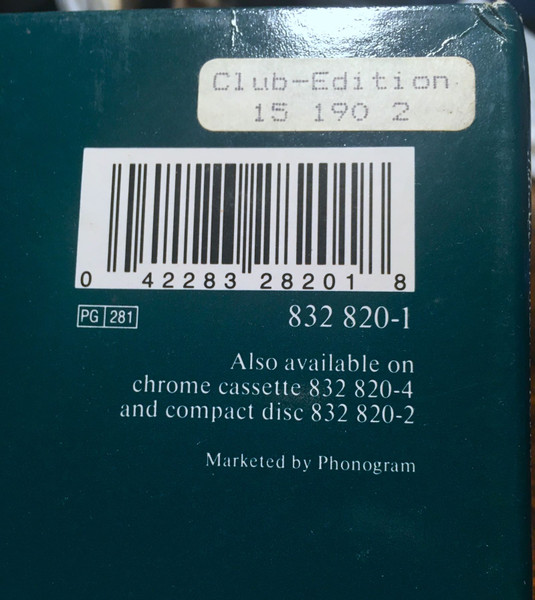 Club-Edition
15 190 2
0 42283 28201 8
PG 281
832 820-1
Also available on
chrome cassette 832 820-4
and compact disc 832 820-2
Marketed by Phonogram